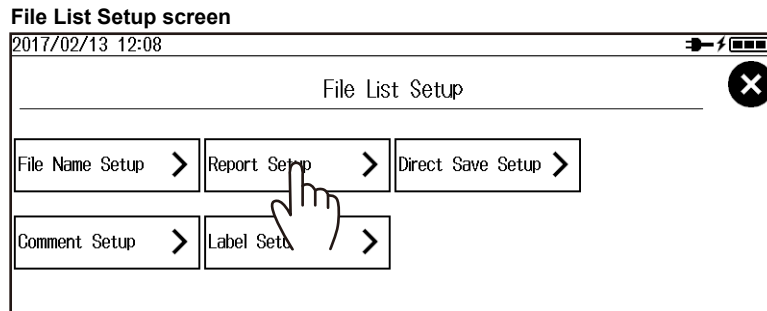 File List Setup screen
2017/02/13 12:08
File List Setup
File Name Setup
Report Setup
Direct Save Setup
Comment Setup
Label